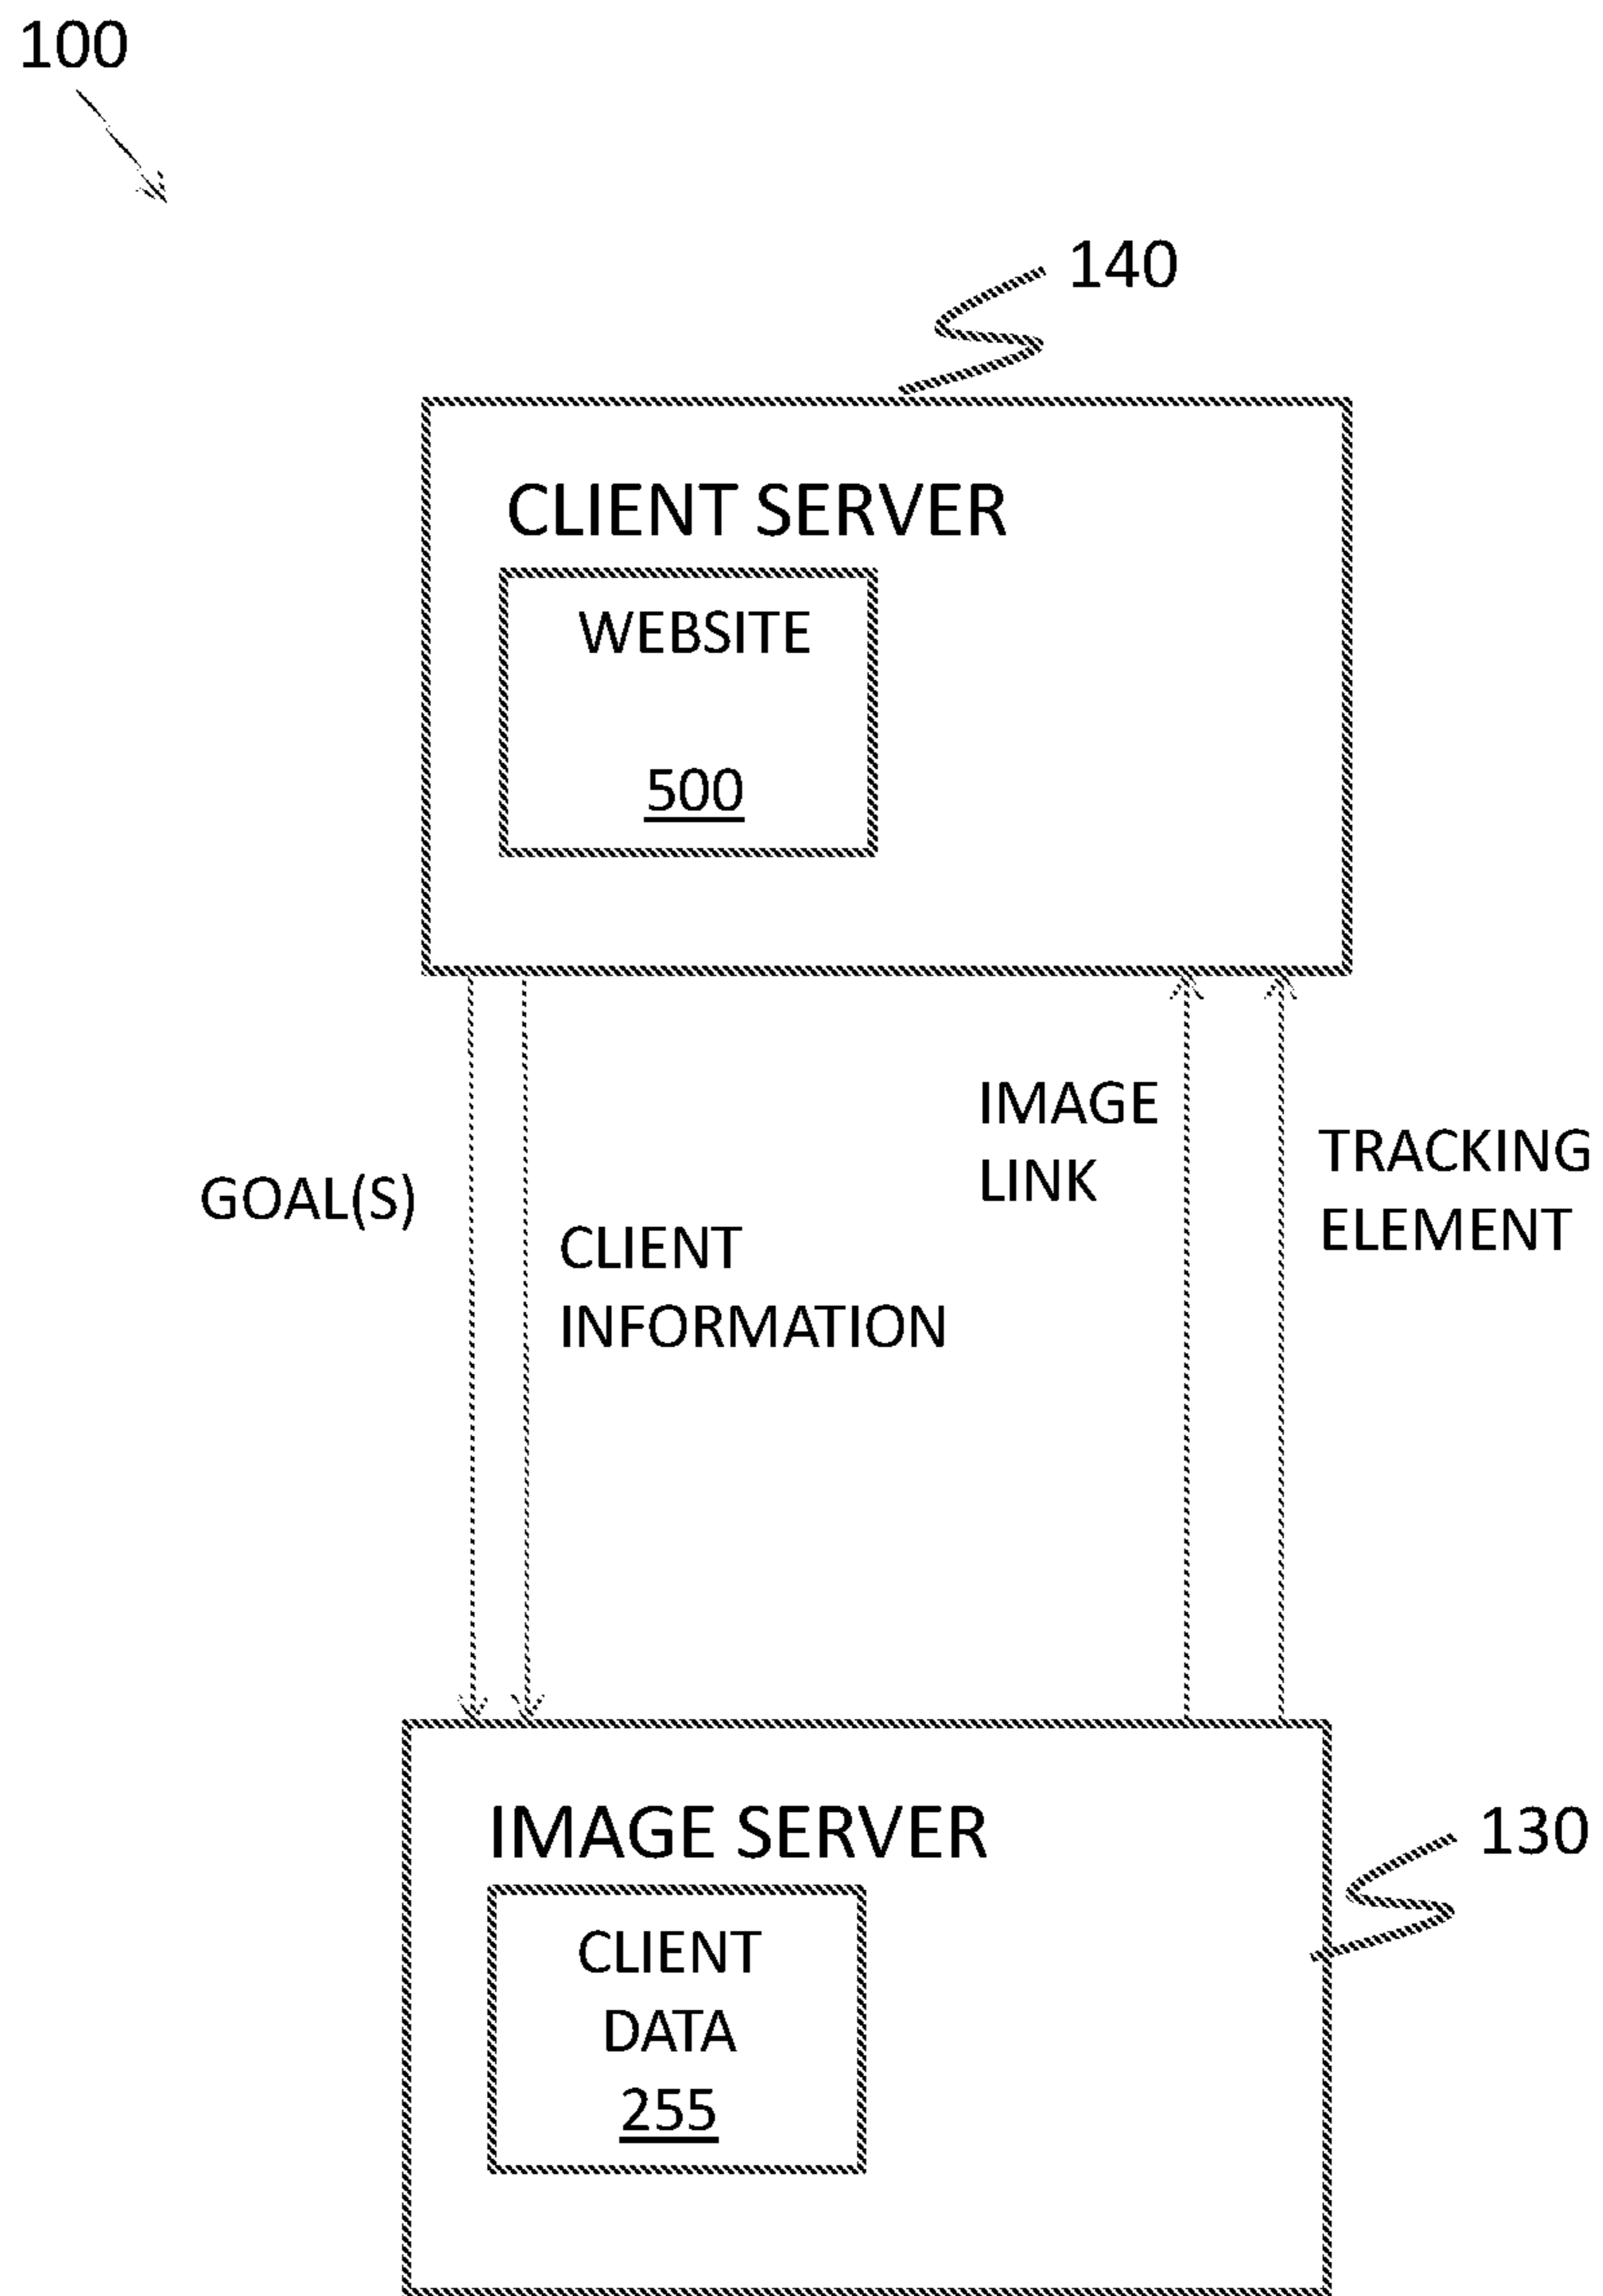 100
140
CLIENT SERVER
WEBSITE
500
IMAGE
LINK
TRACKING
ELEMENT
GOAL(S)
CLIENT
INFORMATION
IMAGE SERVER
130
CLIENT
DATA
255